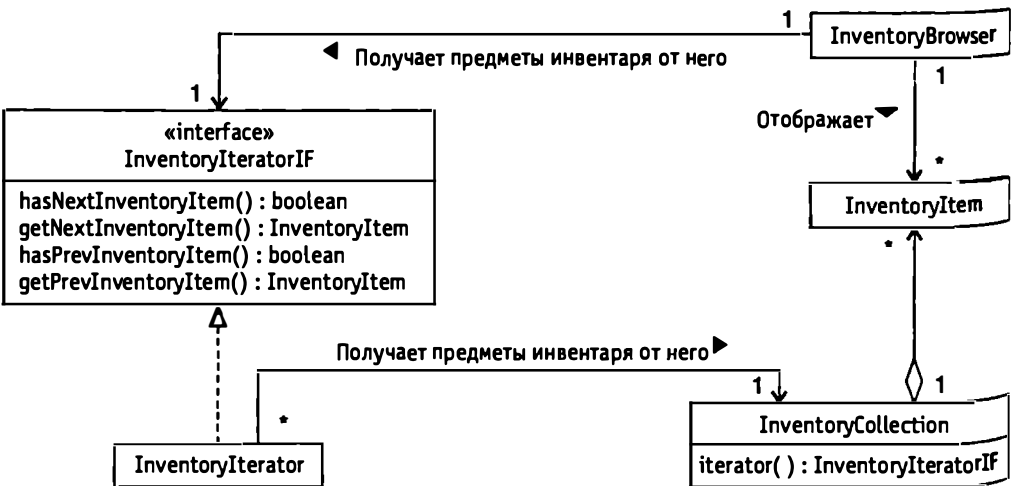 1
InventoryBrowser
◀ Получает предметы инвентаря от него
1
1
Отображает
*
«interface»
InventoryIteratorIF
hasNextInventoryItem() : boolean
getNextInventoryItem() : InventoryItem
hasPrevInventoryItem() : boolean
getPrevInventoryItem() : InventoryItem
InventoryItem
*
Получает предметы инвентаря от него ▶
1
1
*
InventoryCollection
iterator( ) : InventoryIteratorIF
InventoryIterator